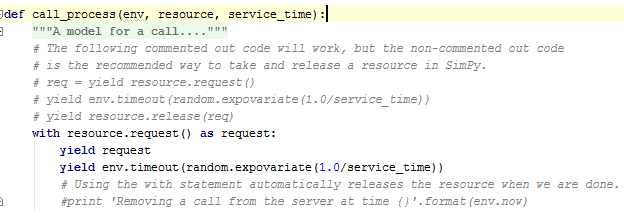 def call_process(env, resource, service_time):
"""A model for a call...."""
# The following commented out code will work, but the non-commented out code
# is the recommended way to take and release a resource in SimPy.
# req = yield resource.request()
# yield env.timeout(random.expovariate(1.0/service_time))
# yield resource.release(req)
with resource.request() as request:
yield request
yield env.timeout(random.expovariate(1.0/service_time))
# Using the with statement automatically releases the resource when we are done.
#print 'Removing a call from the server at time {}'.format(env.now)